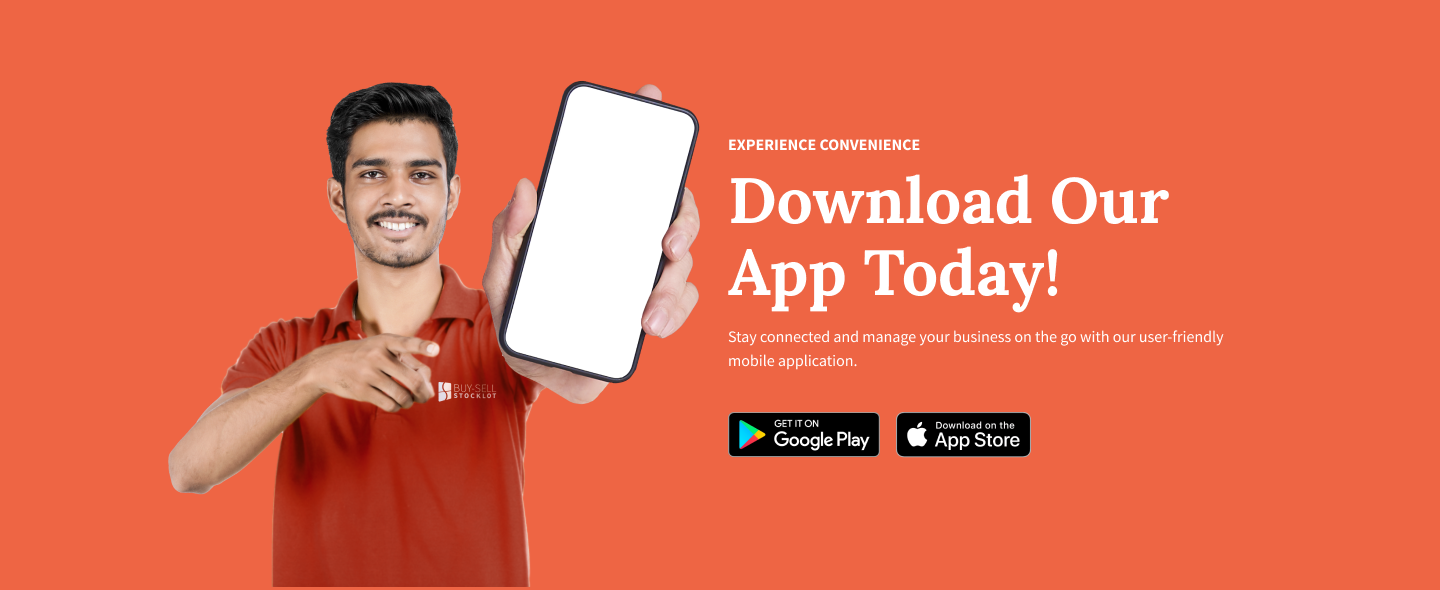 EXPERIENCE CONVENIENCE
Download Our
App Today!
Stay connected and manage your business on the go with our user-friendly
mobile application.
BUY-SELL
STOCKLOT
GET IT ON
Google Play
Download on the
App Store